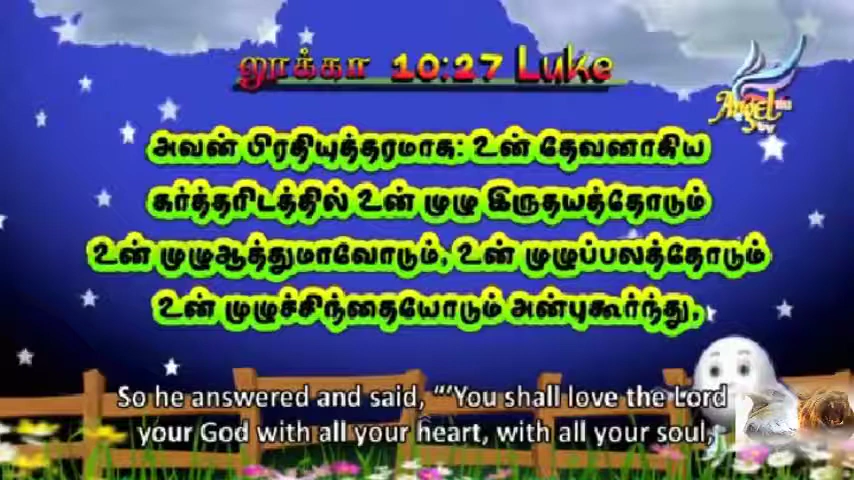 லூக்கா 10:27 Luke
Angel
tv
அவன் பிரதியுத்தரமாக: உன் தேவனாகிய
கர்த்தரிடத்தில் உன் முழு இருதயத்தோடும்
உன் முழுஆத்துமாவோடும், உன் முழுப்பலத்தோடும்
உன் முழுச்சிந்தையோடும் அன்புகூர்ந்து,
So he answered and said, “‘You shall love the Lord
your God with all your heart, with all your soul,